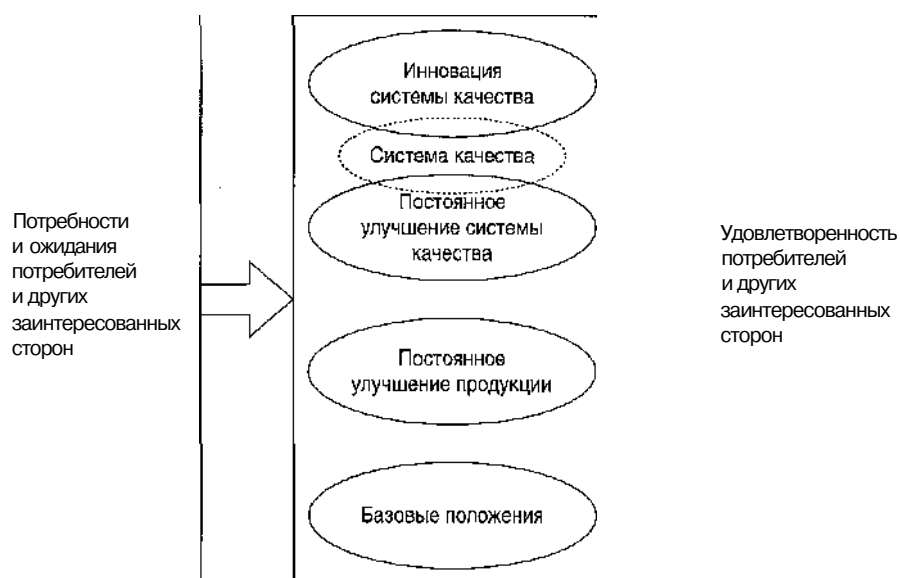 Потребности
и ожидания
потребителей
и других
заинтересованных
сторон
Инновация
системы качества
Система качества
Постоянное
улучшение системы
качества
Постоянное
улучшение продукции
Базовые положения
Удовлетворенность
потребителей
и других
заинтересованных
сторон